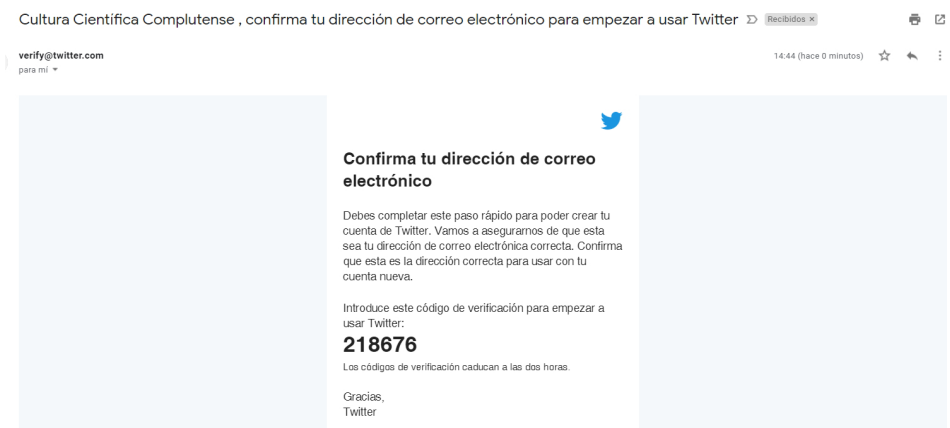 Cultura Científica Complutense , confirma tu dirección de correo electrónico para empezar a usar Twitter Recibidos ×
verify@twitter.com 14:44 (hace 0 minutos)
para mí
Confirma tu dirección de correo
electrónico
Debes completar este paso rápido para poder crear tu
cuenta de Twitter. Vamos a asegurarnos de que esta
sea tu dirección de correo electrónica correcta. Confirma
que esta es la dirección correcta para usar con tu
cuenta nueva.
Introduce este código de verificación para empezar a
usar Twitter:
218676
Los códigos de verificación caducan a las dos horas.
Gracias,
Twitter